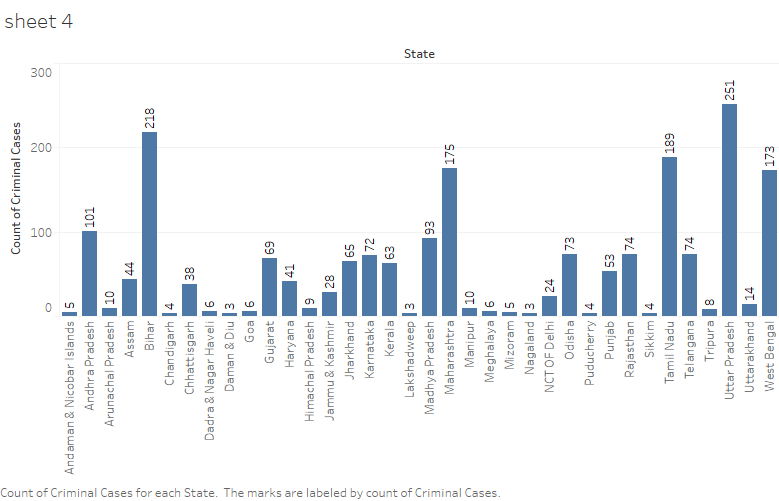 sheet 4
State
Count of Criminal Cases
300
200
100
0
5
101
10
44
218
4
38
6
3
6
69
41
9
28
65
72
63
3
93
175
10
6
5
3
24
73
4
53
74
4
189
74
8
251
14
173
Andaman & Nicobar Islands
Andhra Pradesh
Arunachal Pradesh
Assam
Bihar
Chandigarh
Chhattisgarh
Dadra & Nagar Haveli
Daman & Diu
Goa
Gujarat
Haryana
Himachal Pradesh
Jammu & Kashmir
Jharkhand
Karnataka
Kerala
Lakshadweep
Madhya Pradesh
Maharashtra
Manipur
Meghalaya
Mizoram
Nagaland
NCT OF Delhi
Odisha
Puducherry
Punjab
Rajasthan
Sikkim
Tamil Nadu
Telangana
Tripura
Uttar Pradesh
Uttarakhand
West Bengal
Count of Criminal Cases for each State.  The marks are labeled by count of Criminal Cases.